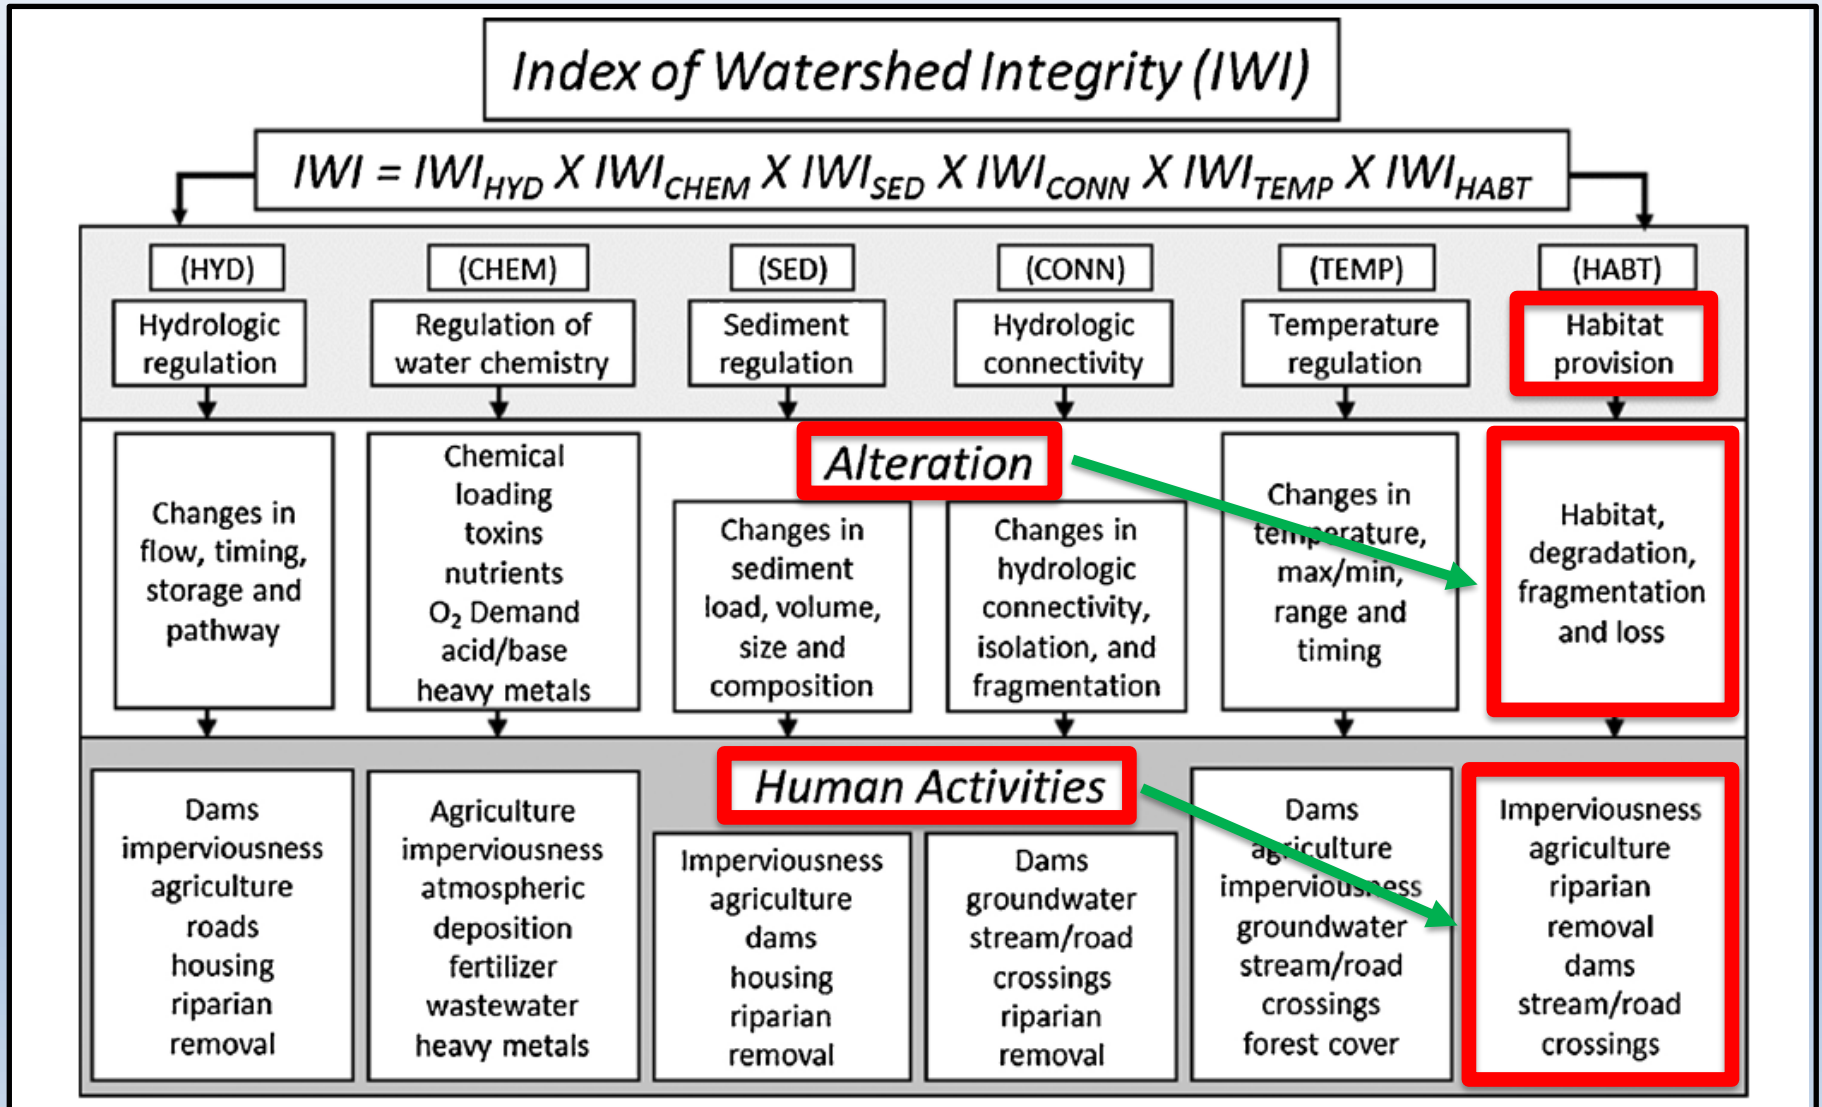 Index of Watershed Integrity (IWI)
IWI = IWI_HYD X IWI_CHEM X IWI_SED X IWI_CONN X IWI_TEMP X IWI_HABT
(HYD)
Hydrologic
regulation
(CHEM)
Regulation of
water chemistry
(SED)
Sediment
regulation
(CONN)
Hydrologic
connectivity
(TEMP)
Temperature
regulation
(HABT)
Habitat
provision
Alteration
Changes in
flow, timing,
storage and
pathway
Chemical
loading
toxins
nutrients
O₂ Demand
acid/base
heavy metals
Changes in
sediment
load, volume,
size and
composition
Changes in
hydrologic
connectivity,
isolation, and
fragmentation
Changes in
temperature,
max/min,
range and
timing
Habitat,
degradation,
fragmentation
and loss
Human Activities
Dams
imperviousness
agriculture
roads
housing
riparian
removal
Agriculture
imperviousness
atmospheric
deposition
fertilizer
wastewater
heavy metals
Imperviousness
agriculture
dams
housing
riparian
removal
Dams
groundwater
stream/road
crossings
riparian
removal
Dams
agriculture
imperviousness
groundwater
stream/road
crossings
forest cover
Imperviousness
agriculture
riparian
removal
dams
stream/road
crossings